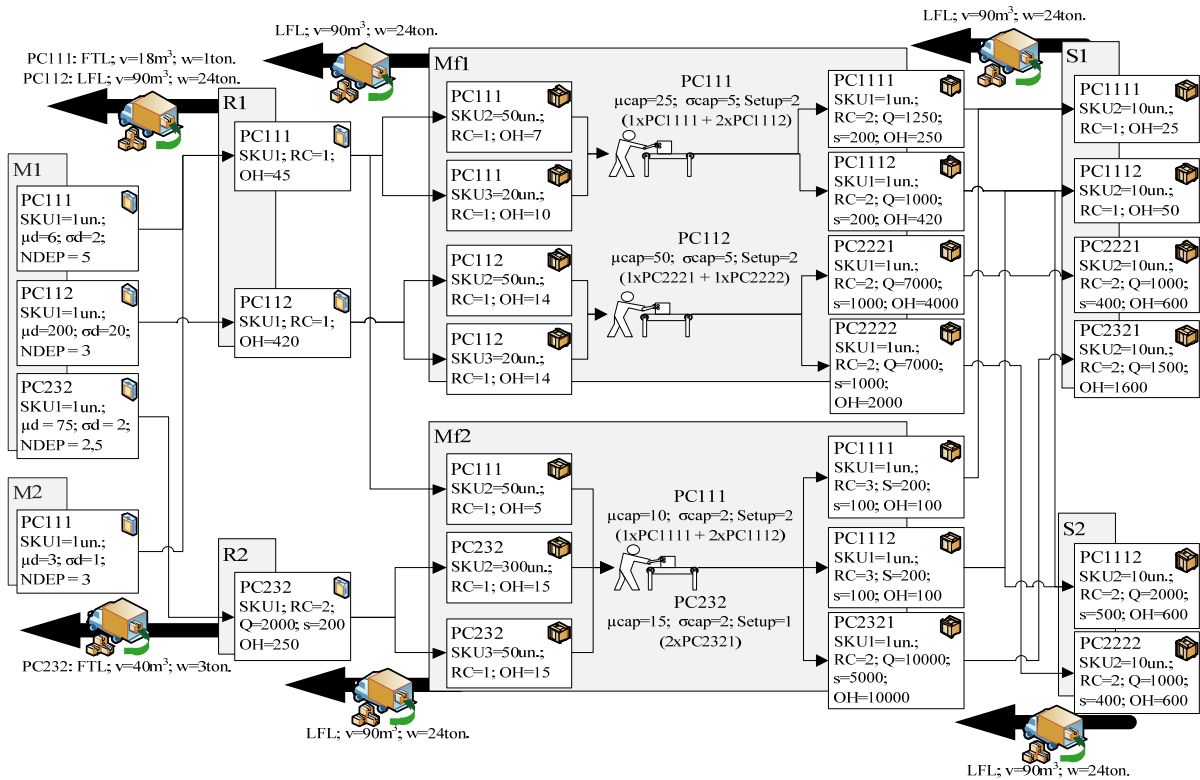 LFL; v=90m³; w=24ton.
LFL; v=90m³; w=24ton.
PC111: FTL; v=18m³; w=1ton.
PC112: LFL; v=90m³; w=24ton.
M1
PC111
SKU1=1un.;
µd=6; σd=2;
NDEP = 5
PC112
SKU1=1un.;
µd=200; σd=20;
NDEP = 3
PC232
SKU1=1un.;
µd = 75; σd = 2;
NDEP = 2,5
M2
PC111
SKU1=1un.;
µd=3; σd=1;
NDEP = 3
PC232: FTL; v=40m³; w=3ton.
R1
PC111
SKU1; RC=1;
OH=45
PC112
SKU1; RC=1;
OH=420
R2
PC232
SKU1; RC=2;
Q=2000; s=200
OH=250
Mf1
PC111
SKU2=50un.;
RC=1; OH=7
PC111
SKU3=20un.;
RC=1; OH=10
PC112
SKU2=50un.;
RC=1; OH=14
PC112
SKU3=20un.;
RC=1; OH=14
PC111
µcap=25; σcap=5; Setup=2
(1xPC1111 + 2xPC1112)
PC112
µcap=50; σcap=5; Setup=2
(1xPC2221 + 1xPC2222)
PC1111
SKU1=1un.
RC=2; Q=1250;
s=200; OH=250
PC1112
SKU1=1un.;
RC=2; Q=1000;
s=200; OH=420
PC2221
SKU1=1un.;
RC=2; Q=7000;
s=1000; OH=4000
PC2222
SKU1=1un.;
RC=2; Q=7000;
s=1000;
OH=2000
Mf2
PC111
SKU2=50un.;
RC=1; OH=5
PC232
SKU2=300un.;
RC=1; OH=15
PC232
SKU3=50un.;
RC=1; OH=15
PC111
µcap=10; σcap=2; Setup=2
(1xPC1111 + 2xPC1112)
PC232
µcap=15; σcap=2; Setup=1
(2xPC2321)
PC1111
SKU1=1un.;
RC=3; S=200;
s=100; OH=100
PC1112
SKU1=1un.;
RC=3; S=200;
s=100; OH=100
PC2321
SKU1=1un.;
RC=2; Q=10000;
s=5000;
OH=10000
LFL; v=90m³; w=24ton.
S1
PC1111
SKU2=10un.;
RC=1; OH=25
PC1112
SKU2=10un.;
RC=1; OH=50
PC2221
SKU2=10un.;
RC=2; Q=1000;
s=400; OH=600
PC2321
SKU2=10un.;
RC=2; Q=1500;
OH=1600
S2
PC1112
SKU2=10un.;
RC=2; Q=2000;
s=500; OH=600
PC2222
SKU2=10un.;
RC=2; Q=1000;
s=400; OH=600
LFL; v=90m³; w=24ton.